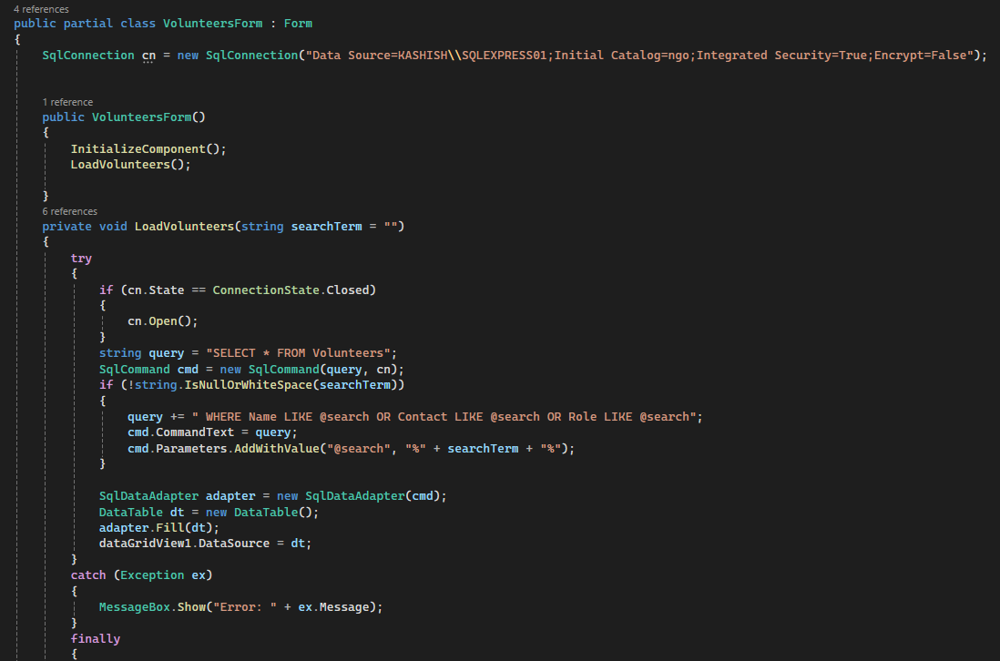 4 references
public partial class VolunteersForm : Form
{
SqlConnection cn = new SqlConnection("Data Source=KASHISH\\SQLEXPRESS01;Initial Catalog=ngo;Integrated Security=True;Encrypt=False");
1 reference
public VolunteersForm()
{
InitializeComponent();
LoadVolunteers();
}
6 references
private void LoadVolunteers(string searchTerm = "")
{
try
{
if (cn.State == ConnectionState.Closed)
{
cn.Open();
}
string query = "SELECT * FROM Volunteers";
SqlCommand cmd = new SqlCommand(query, cn);
if (!string.IsNullOrWhiteSpace(searchTerm))
{
query += " WHERE Name LIKE @search OR Contact LIKE @search OR Role LIKE @search";
cmd.CommandText = query;
cmd.Parameters.AddWithValue("@search", "%" + searchTerm + "%");
}
SqlDataAdapter adapter = new SqlDataAdapter(cmd);
DataTable dt = new DataTable();
adapter.Fill(dt);
dataGridView1.DataSource = dt;
}
catch (Exception ex)
{
MessageBox.Show("Error: " + ex.Message);
}
finally
{